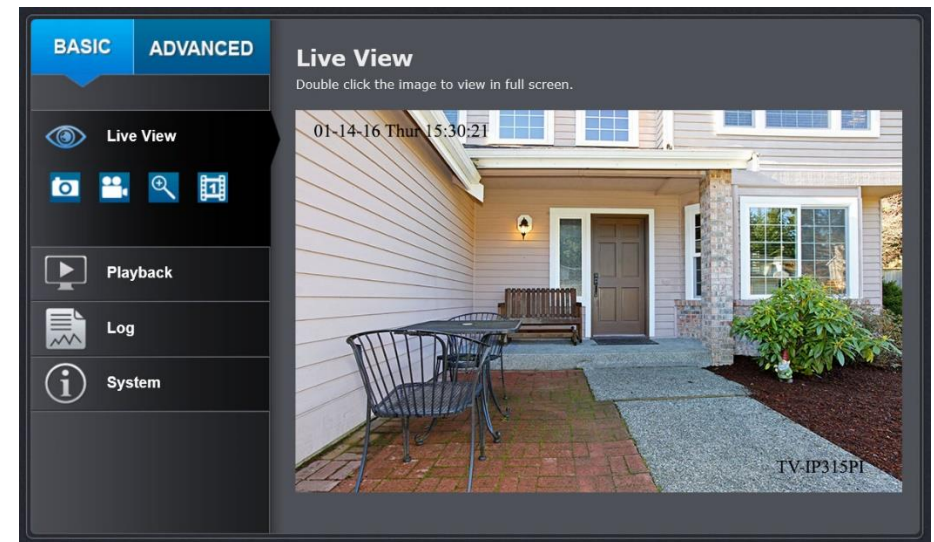 BASIC ADVANCED
Live View
Double click the image to view in full screen.
01-14-16 Thur 15:30:21
Live View
1
Playback
Log
i System
TV-IP315PI